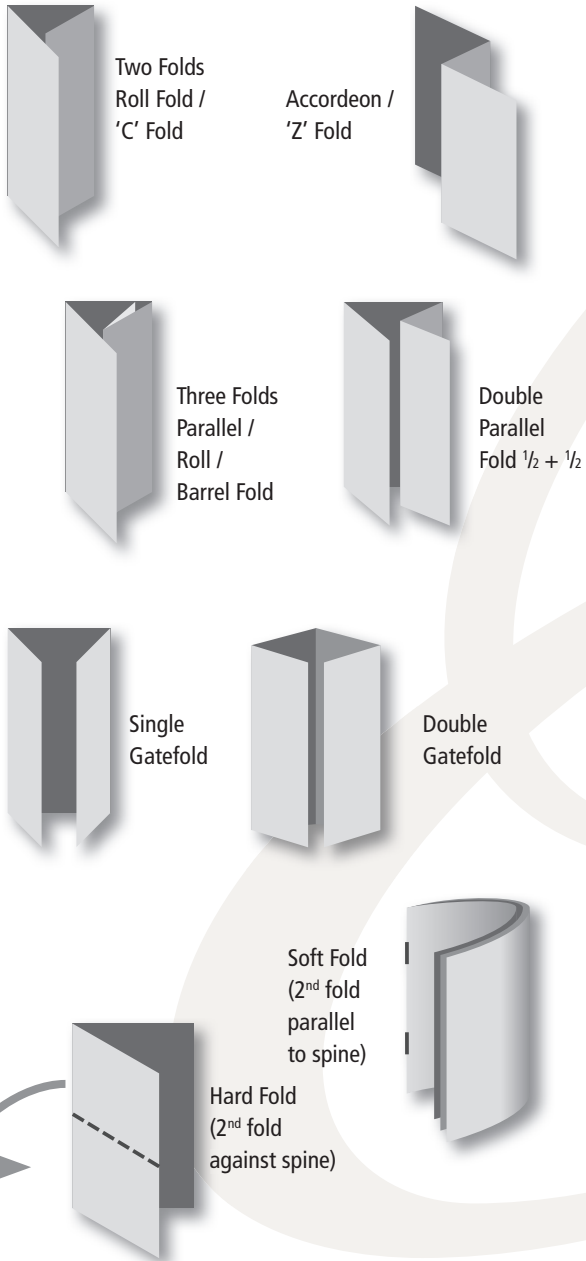 Two Folds
Roll Fold /
‘C’ Fold
Accordeon /
‘Z’ Fold
Three Folds
Parallel /
Roll /
Barrel Fold
Double
Parallel
Fold ¹/₂ + ¹/₂
Single
Gatefold
Double
Gatefold
Soft Fold
(2ⁿᵈ fold
parallel
to spine)
Hard Fold
(2ⁿᵈ fold
against spine)